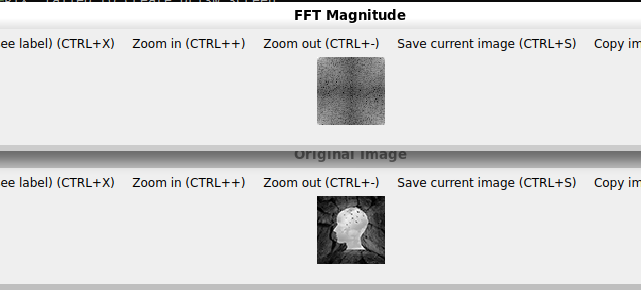 FFT Magnitude
ee label) (CTRL+X) Zoom in (CTRL++) Zoom out (CTRL+-) Save current image (CTRL+S) Copy im
Original Image
ee label) (CTRL+X) Zoom in (CTRL++) Zoom out (CTRL+-) Save current image (CTRL+S) Copy im